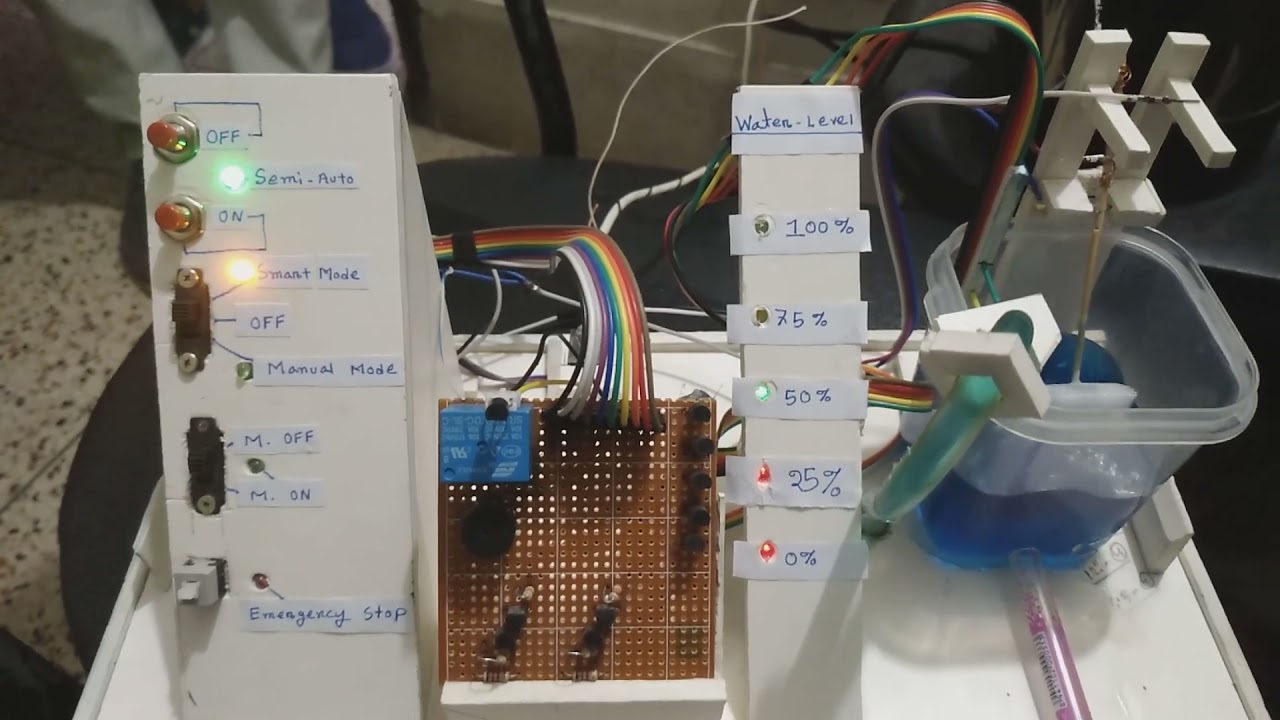 OFF
Semi-Auto
ON
Smart Mode
OFF
Manual Mode
M. OFF
M. ON
Emergency Stop
Water-Level
100%
75%
50%
25%
0%